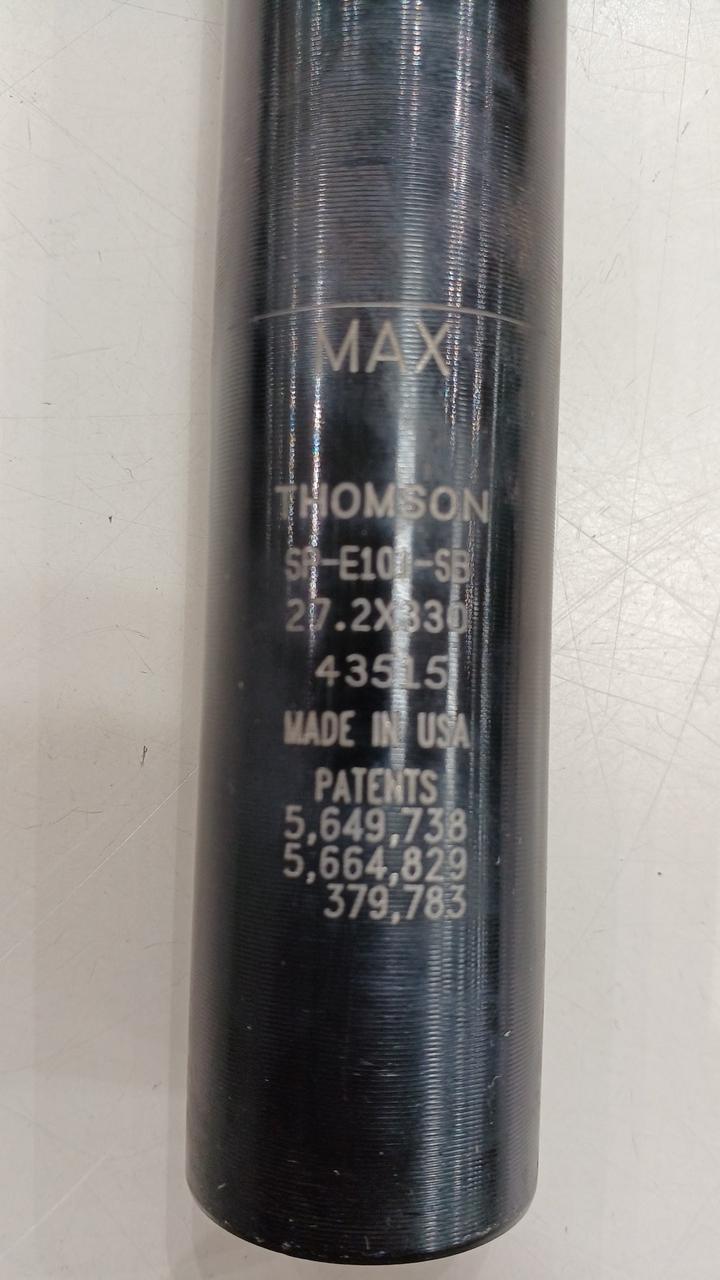 MAX
THOMSON
SP-E101-SB
27.2X330
43515
MADE IN USA
PATENTS
5,649,738
5,664,829
379,783